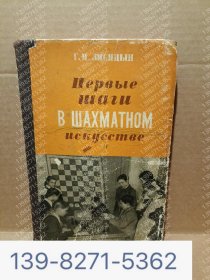 Г. М. ЛИСИЦЫН
Первые
шаги
В ШАХМАТНОМ
искусстве
139-8271-5362